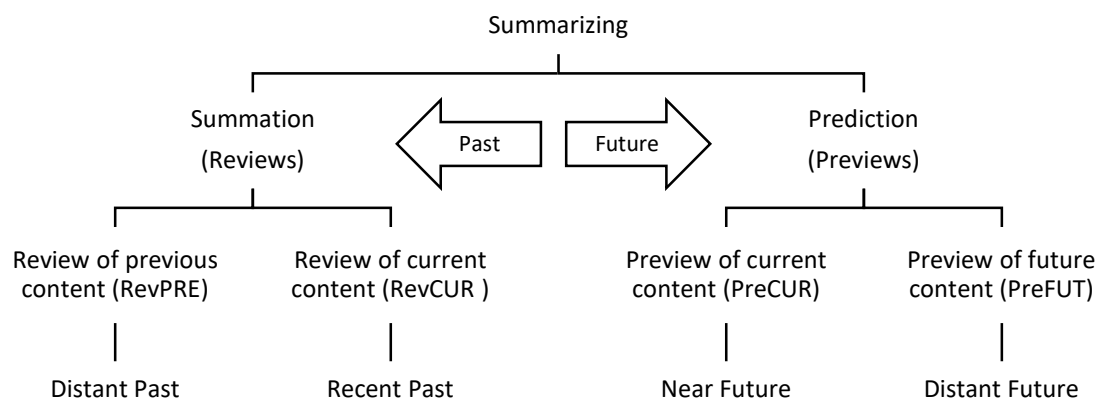 Summarizing
Summation
(Reviews)
Past
Future
Prediction
(Previews)
Review of previous
content (RevPRE)
Review of current
content (RevCUR )
Preview of current
content (PreCUR)
Preview of future
content (PreFUT)
Distant Past
Recent Past
Near Future
Distant Future